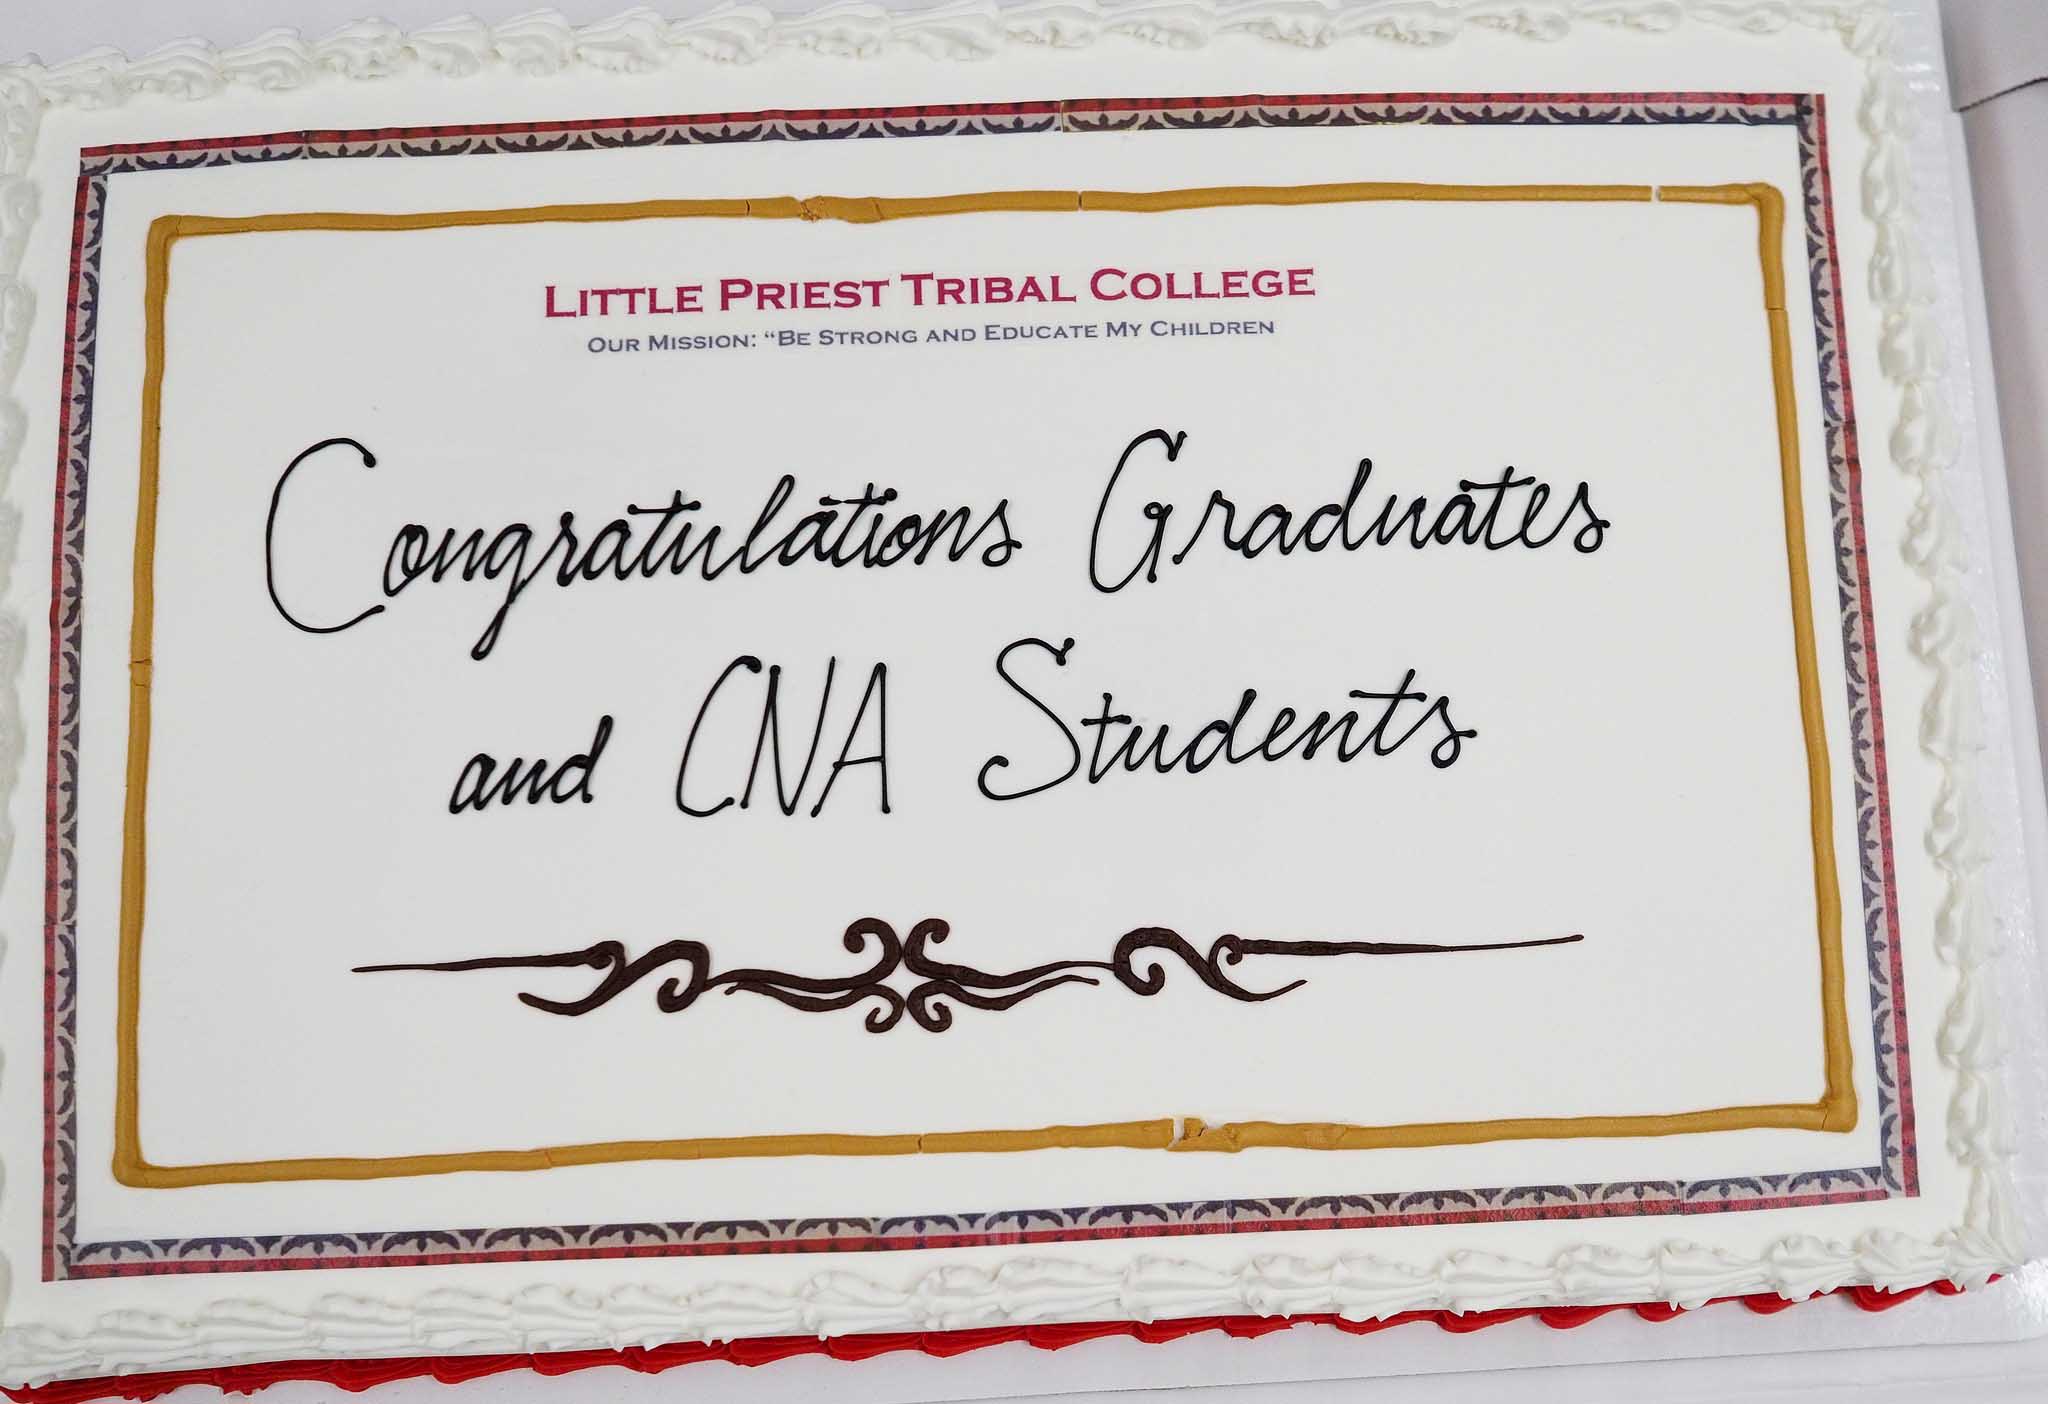 Little Priest Tribal College
Our Mission: “Be Strong and Educate My Children
Congratulations Graduates
and CNA Students